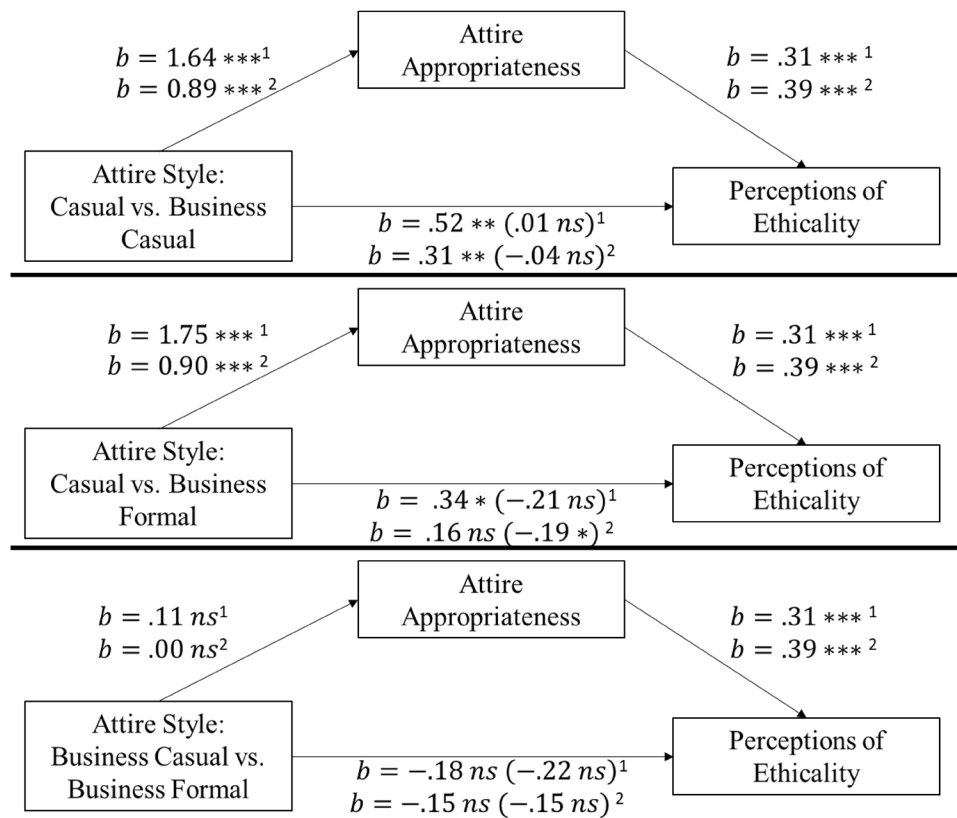 Attire
Appropriateness
b = 1.64 ***¹
b = 0.89 *** ²
b = .31 *** ¹
b = .39 *** ²
Attire Style:
Casual vs. Business
Casual
Perceptions of
Ethicality
b = .52 ** (.01 ns)¹
b = .31 ** (−.04 ns)²
Attire
Appropriateness
b = 1.75 *** ¹
b = 0.90 *** ²
b = .31 *** ¹
b = .39 *** ²
Attire Style:
Casual vs. Business
Formal
Perceptions of
Ethicality
b = .34 * (−.21 ns)¹
b = .16 ns (−.19 *) ²
Attire
Appropriateness
b = .11 ns¹
b = .00 ns²
b = .31 *** ¹
b = .39 *** ²
Attire Style:
Business Casual vs.
Business Formal
Perceptions of
Ethicality
b = −.18 ns (−.22 ns)¹
b = −.15 ns (−.15 ns) ²